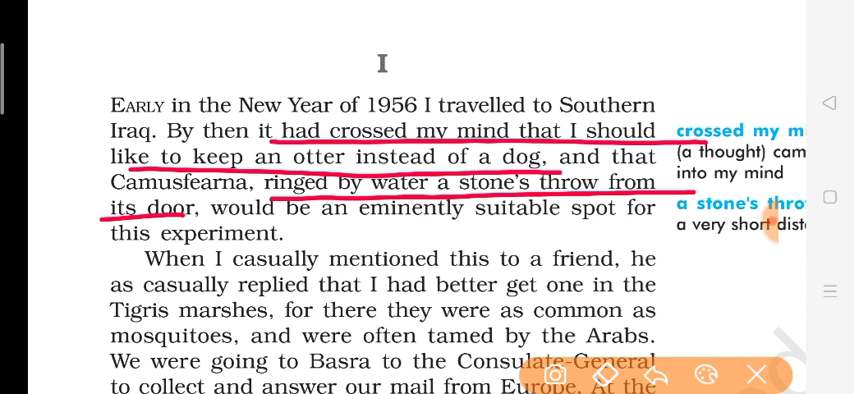 I
EARLY in the New Year of 1956 I travelled to Southern
Iraq. By then it had crossed my mind that I should
like to keep an otter instead of a dog, and that
Camusfearna, ringed by water a stone's throw from
its door, would be an eminently suitable spot for
this experiment.
When I casually mentioned this to a friend, he
as casually replied that I had better get one in the
Tigris marshes, for there they were as common as
mosquitoes, and were often tamed by the Arabs.
We were going to Basra to the Consulate-General
to collect and answer our mail from Europe. At the
crossed my m
(a thought) cam
into my mind
a stone's thro
a very short dist